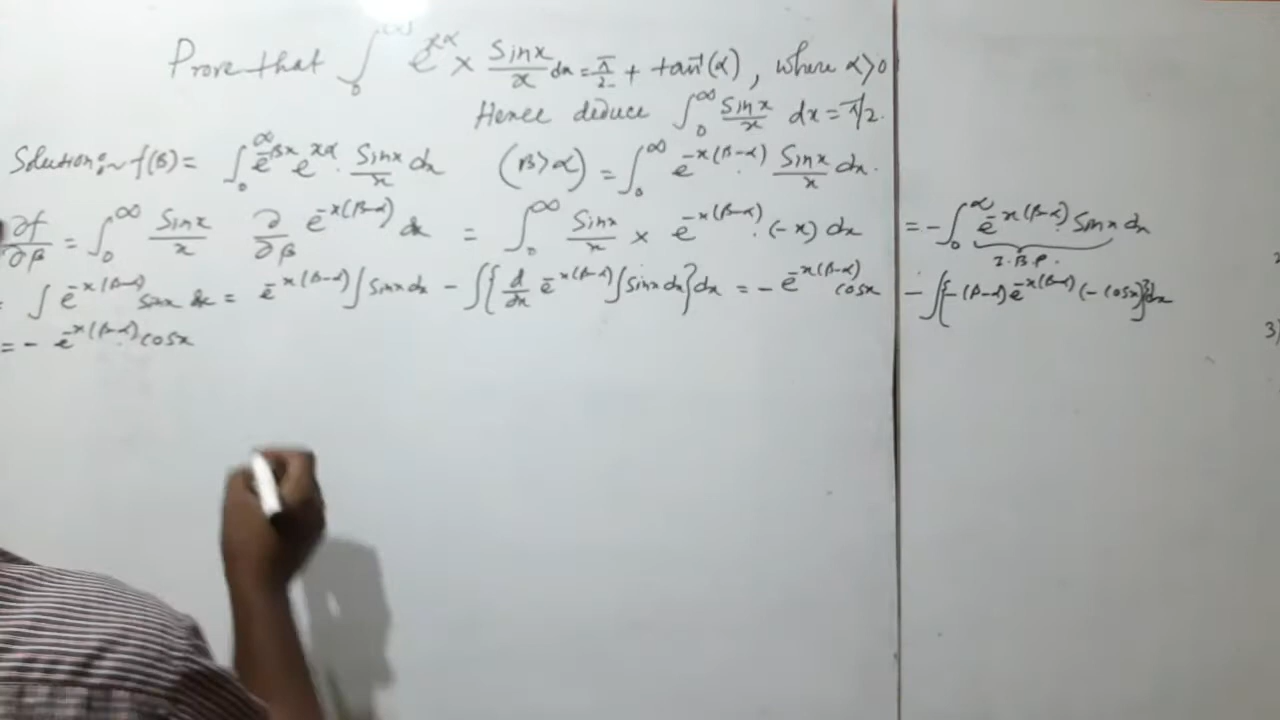 Prove that ∫₀^∞ e^{xα} × Sinx/x dx = π/2 + tan⁻¹(α), where α>0
Hence deduce ∫₀^∞ Sinx/x dx = π/2.
Solution:~ f(β) = ∫₀^∞ e^{-βx} e^{xα}. Sinx/x dx (β>α) = ∫₀^∞ e^{-x(β-α)} Sinx/x dx.
∂f/∂β = ∫₀^∞ Sinx/x ∂/∂β e^{-x(β-α)} dx = ∫₀^∞ Sinx/x × e^{-x(β-α)}.(-x) dx = -∫₀^∞ e^{-x(β-α)} Sinx dx
I.B.P.
= ∫ e^{-x(β-α)} sinx dx = e^{-x(β-α)} ∫ sinx dx - ∫{d/dx e^{-x(β-α)} ∫ sinx dx}dx = - e^{-x(β-α)} cosx - ∫{-(β-α) e^{-x(β-α)} (-cosx)}dx
= - e^{-x(β-α)} cosx
3)